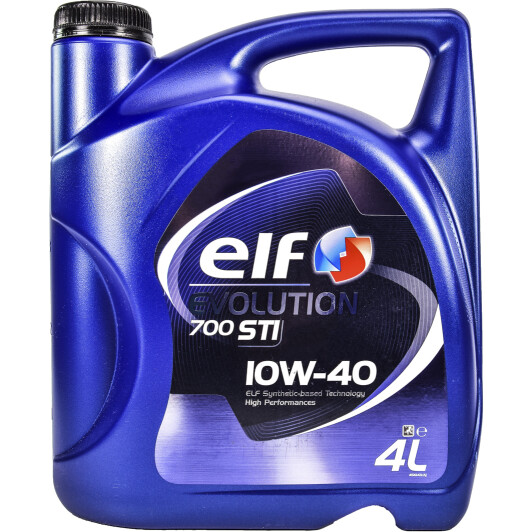 elf
EVOLUTION
700 STI
10W-40
ELF Synthetic-based Technology
High Performances
e
4L